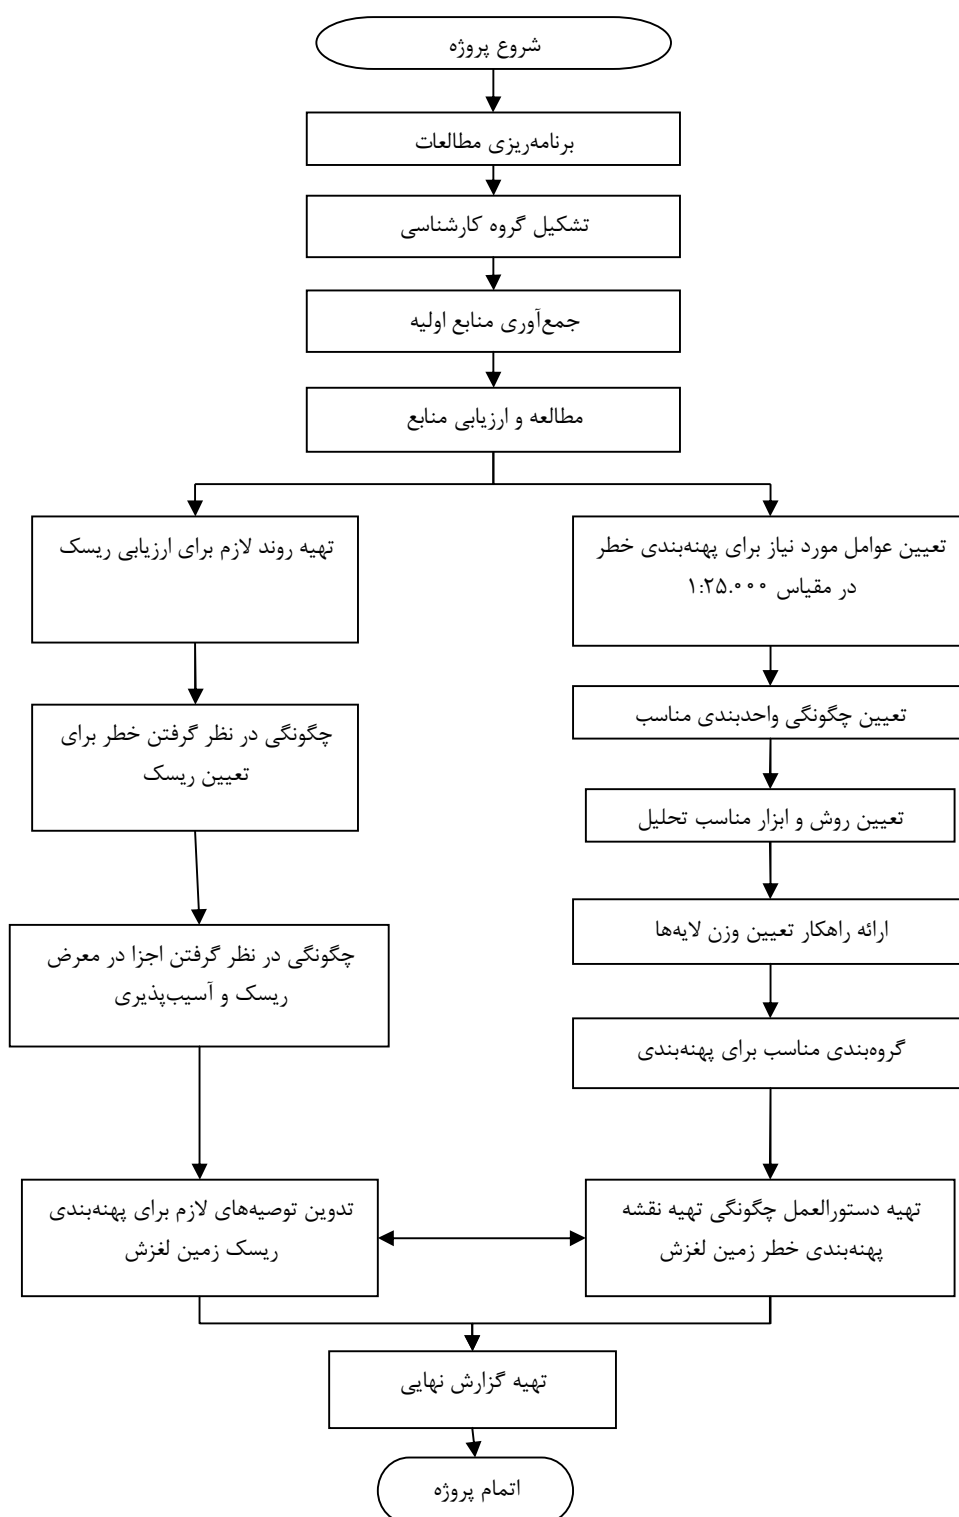 شروع پروژه
برنامه‌ریزی مطالعات
تشکیل گروه کارشناسی
جمع‌آوری منابع اولیه
مطالعه و ارزیابی منابع
تعیین عوامل مورد نیاز برای پهنه‌بندی خطر
در مقیاس ۱:۲۵.۰۰۰
تعیین چگونگی واحدبندی مناسب
تعیین روش و ابزار مناسب تحلیل
ارائه راهکار تعیین وزن لایه‌ها
گروه‌بندی مناسب برای پهنه‌بندی
تهیه دستورالعمل چگونگی تهیه نقشه
پهنه‌بندی خطر زمین لغزش
تهیه روند لازم برای ارزیابی ریسک
چگونگی در نظر گرفتن خطر برای
تعیین ریسک
چگونگی در نظر گرفتن اجزا در معرض
ریسک و آسیب‌پذیری
تدوین توصیه‌های لازم برای پهنه‌بندی
ریسک زمین لغزش
تهیه گزارش نهایی
اتمام پروژه